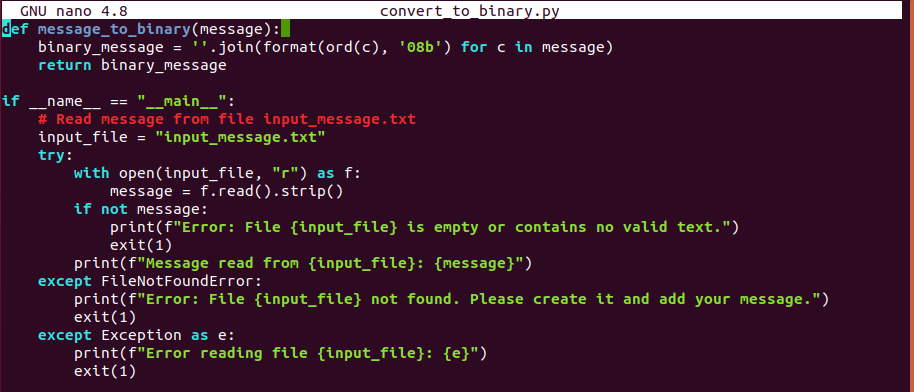 GNU nano 4.8 convert_to_binary.py
def message_to_binary(message):
    binary_message = ''.join(format(ord(c), '08b') for c in message)
    return binary_message

if __name__ == "__main__":
    # Read message from file input_message.txt
    input_file = "input_message.txt"
    try:
        with open(input_file, "r") as f:
            message = f.read().strip()
        if not message:
            print(f"Error: File {input_file} is empty or contains no valid text.")
            exit(1)
        print(f"Message read from {input_file}: {message}")
    except FileNotFoundError:
        print(f"Error: File {input_file} not found. Please create it and add your message.")
        exit(1)
    except Exception as e:
        print(f"Error reading file {input_file}: {e}")
        exit(1)